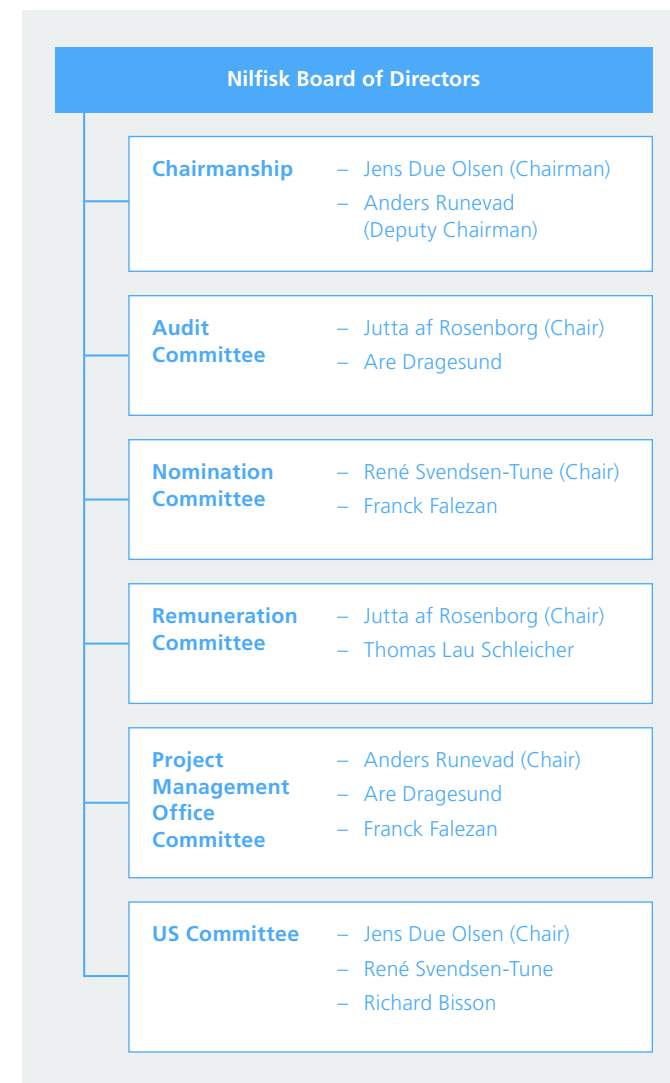 Nilfisk Board of Directors
Chairmanship
– Jens Due Olsen (Chairman)
– Anders Runevad
(Deputy Chairman)
Audit
Committee
– Jutta af Rosenborg (Chair)
– Are Dragesund
Nomination
Committee
– René Svendsen-Tune (Chair)
– Franck Falezan
Remuneration
Committee
– Jutta af Rosenborg (Chair)
– Thomas Lau Schleicher
Project
Management
Office
Committee
– Anders Runevad (Chair)
– Are Dragesund
– Franck Falezan
US Committee
– Jens Due Olsen (Chair)
– René Svendsen-Tune
– Richard Bisson